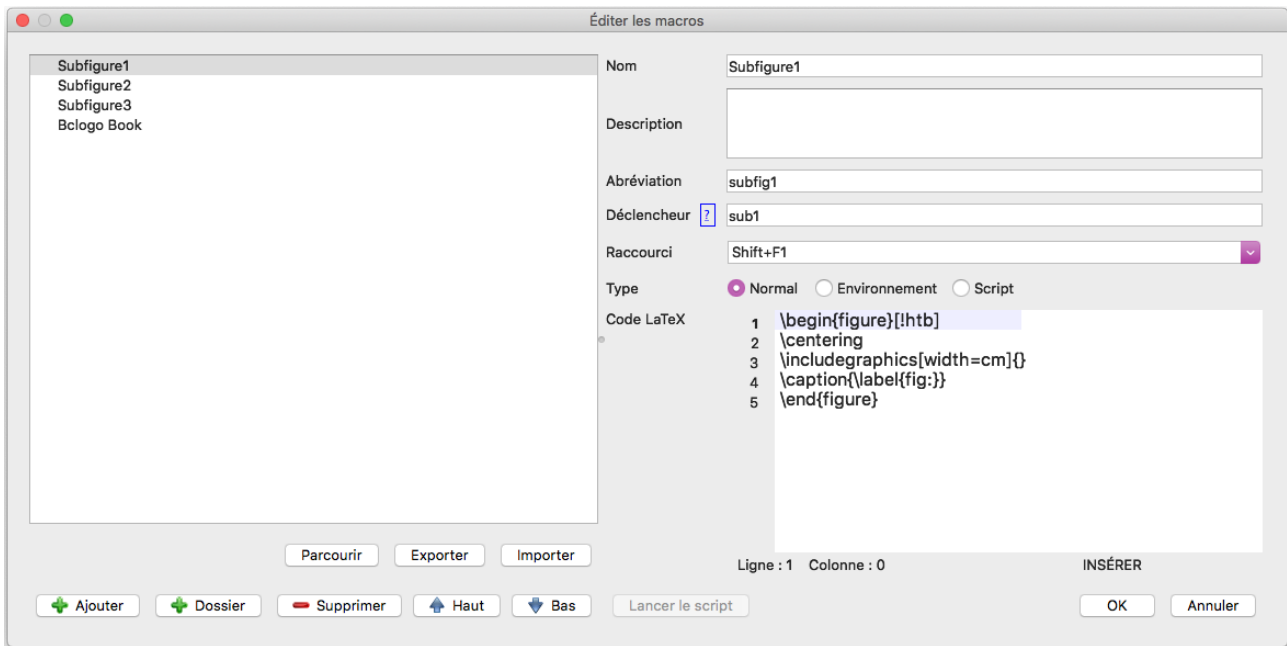 Éditer les macros
Subfigure1
Subfigure2
Subfigure3
Bclogo Book
Nom
Subfigure1
Description
Abréviation
subfig1
Déclencheur ? sub1
Raccourci
Shift+F1
Type
Normal Environnement Script
Code LaTeX
1 \begin{figure}[!htb]
2 \centering
3 \includegraphics[width=cm]{}
4 \caption{\label{fig:}}
5 \end{figure}
Parcourir Exporter Importer
Ligne : 1 Colonne : 0 INSÉRER
Ajouter Dossier Supprimer Haut Bas Lancer le script OK Annuler